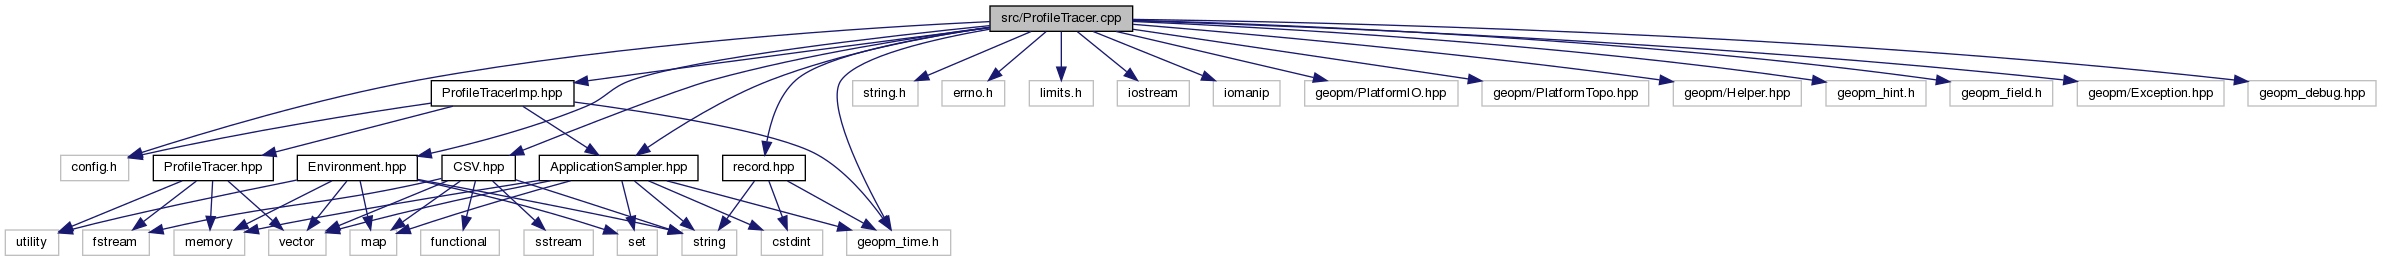 src/ProfileTracer.cpp
ProfileTracerImp.hpp
string.h
errno.h
limits.h
iostream
iomanip
geopm/PlatformIO.hpp
geopm/PlatformTopo.hpp
geopm/Helper.hpp
geopm_hint.h
geopm_field.h
geopm/Exception.hpp
geopm_debug.hpp
config.h
ProfileTracer.hpp
Environment.hpp
CSV.hpp
ApplicationSampler.hpp
record.hpp
utility
fstream
memory
vector
map
functional
sstream
set
string
cstdint
geopm_time.h